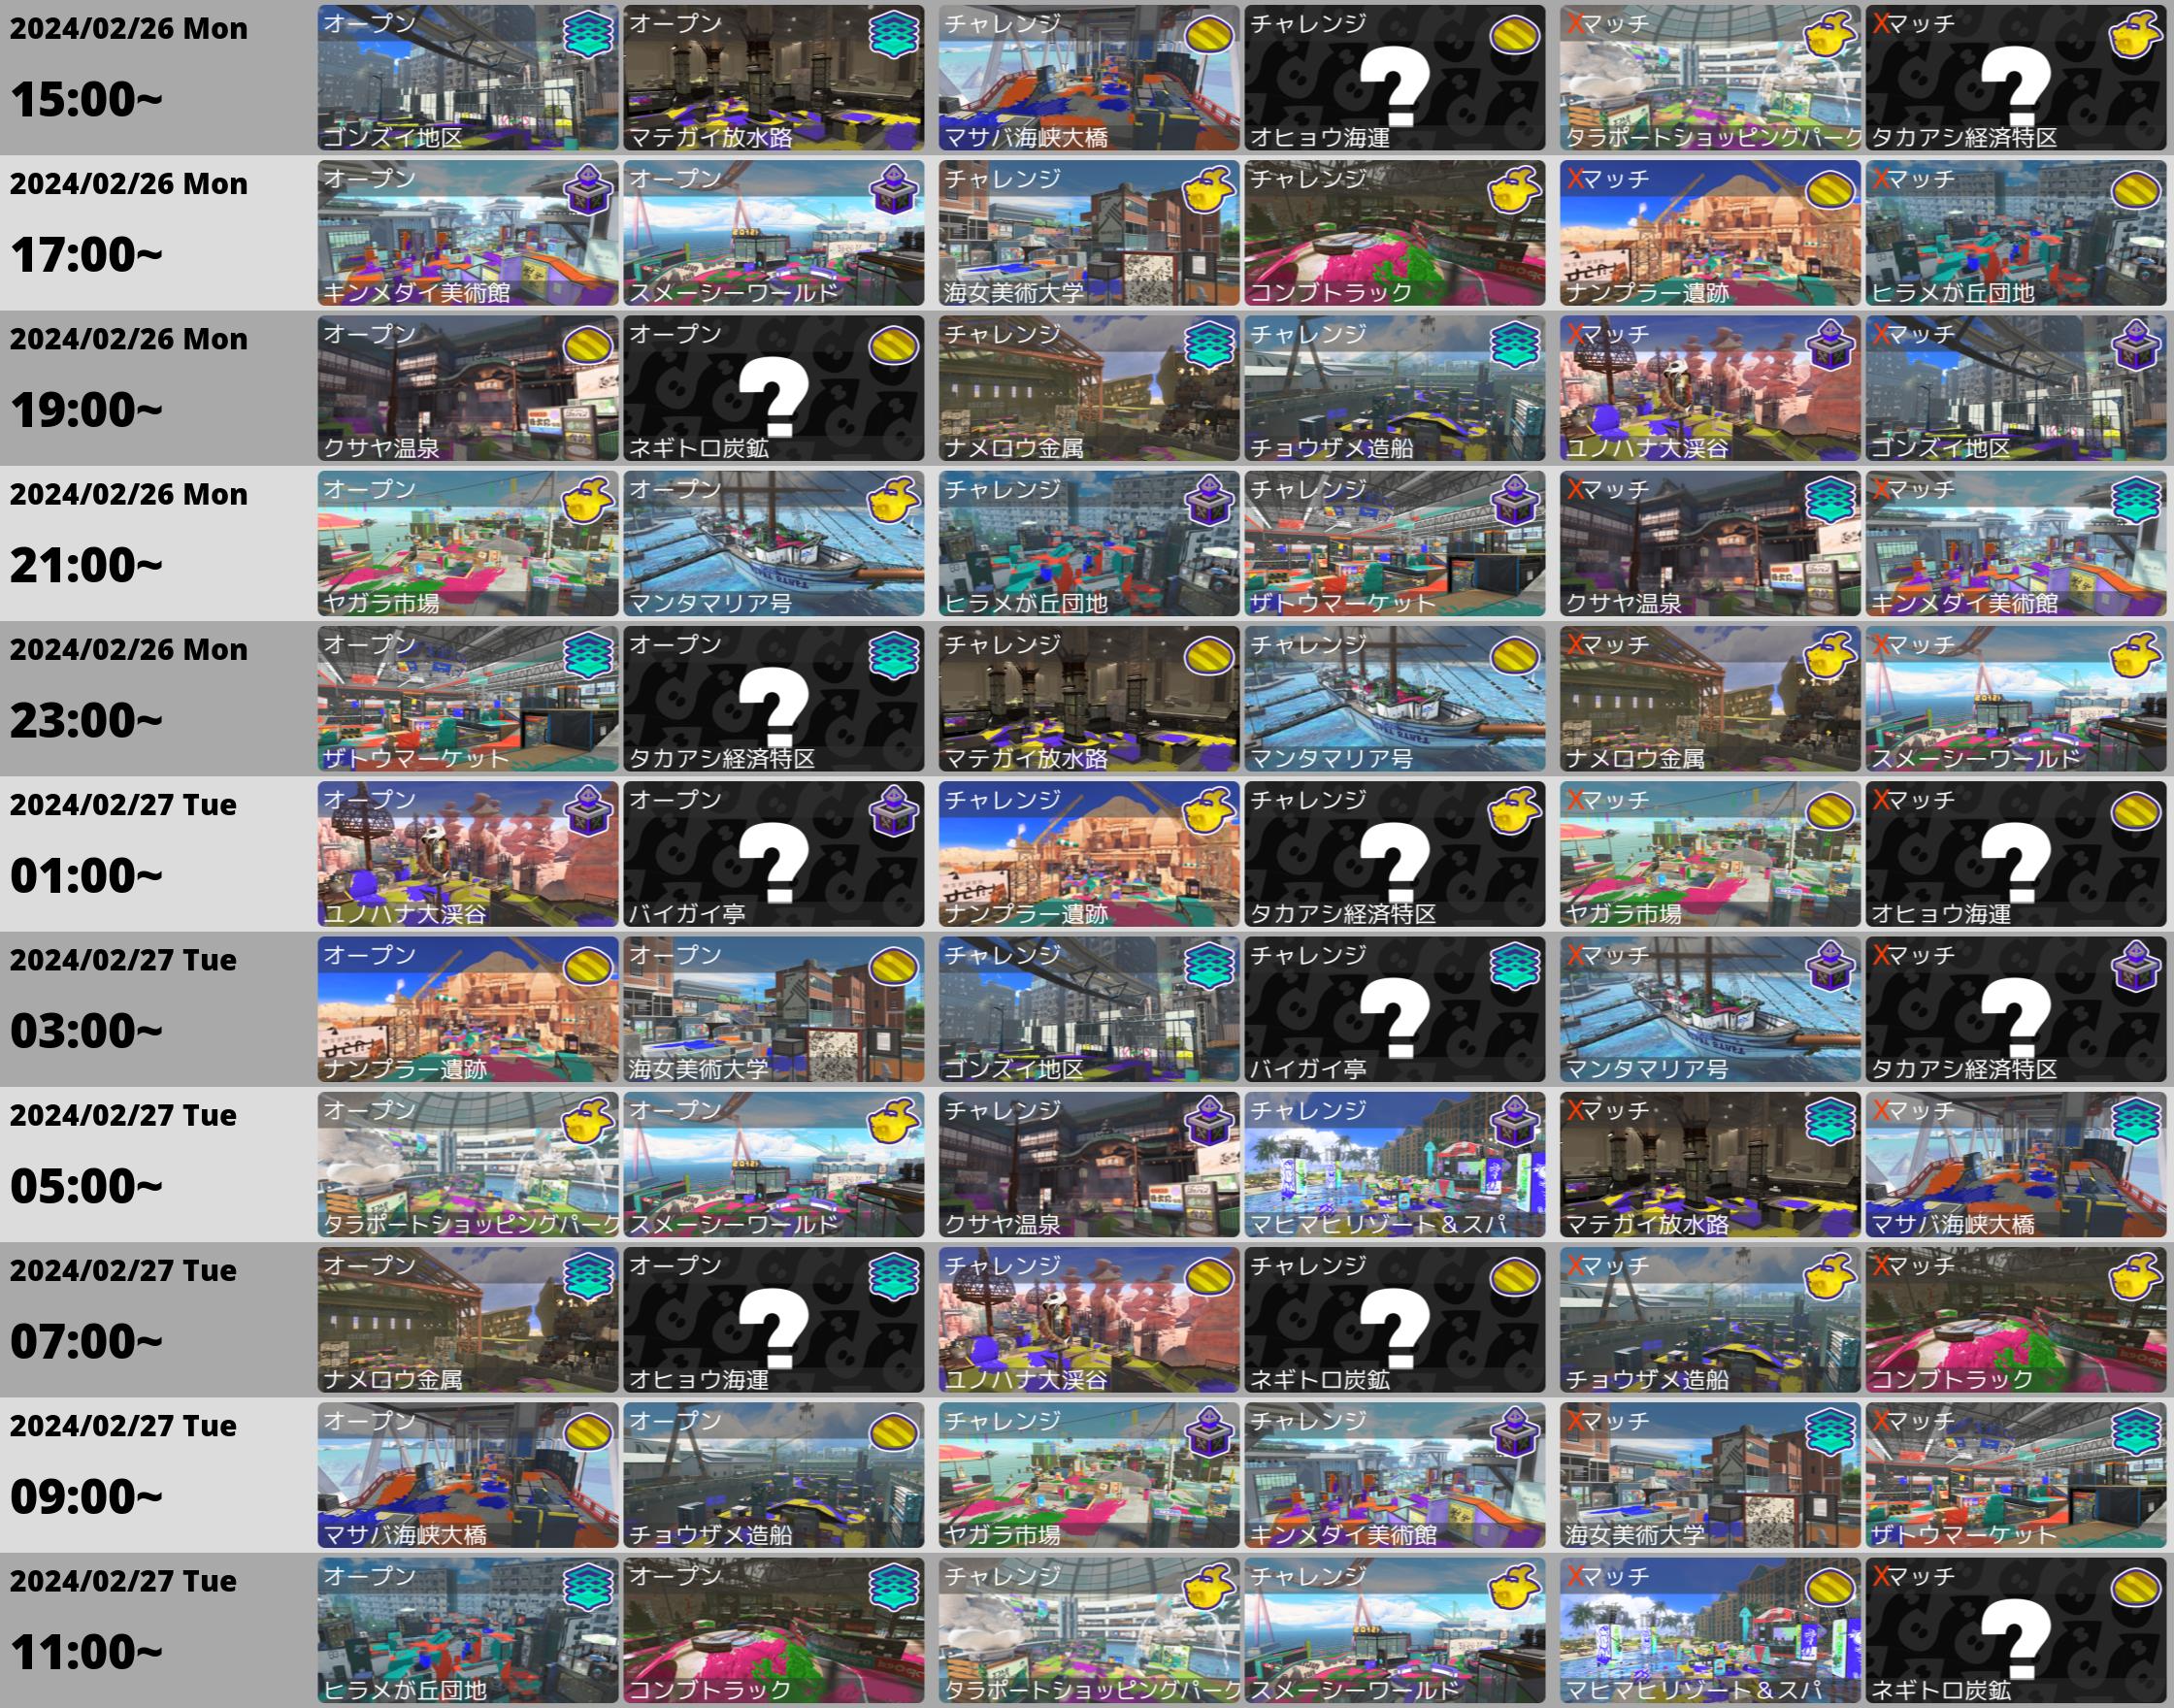 2024/02/26 Mon
15:00~
オープン
ゴンズイ地区
オープン
マテガイ放水路
チャレンジ
マサバ海峡大橋
チャレンジ
?
オヒョウ海運
Xマッチ
タラポートショッピングパーク
Xマッチ
?
タカアシ経済特区
2024/02/26 Mon
17:00~
オープン
キンメダイ美術館
オープン
スメーシーワールド
チャレンジ
海女美術大学
チャレンジ
コンブトラック
Xマッチ
ナンプラー遺跡
Xマッチ
ヒラメが丘団地
2024/02/26 Mon
19:00~
オープン
クサヤ温泉
オープン
?
ネギトロ炭鉱
チャレンジ
ナメロウ金属
チャレンジ
チョウザメ造船
Xマッチ
ユノハナ大渓谷
Xマッチ
ゴンズイ地区
2024/02/26 Mon
21:00~
オープン
ヤガラ市場
オープン
マンタマリア号
チャレンジ
ヒラメが丘団地
チャレンジ
ザトウマーケット
Xマッチ
クサヤ温泉
Xマッチ
キンメダイ美術館
2024/02/26 Mon
23:00~
オープン
ザトウマーケット
オープン
?
タカアシ経済特区
チャレンジ
マテガイ放水路
チャレンジ
マンタマリア号
Xマッチ
ナメロウ金属
Xマッチ
スメーシーワールド
2024/02/27 Tue
01:00~
オープン
ユノハナ大渓谷
オープン
?
バイガイ亭
チャレンジ
ナンプラー遺跡
チャレンジ
?
タカアシ経済特区
Xマッチ
ヤガラ市場
Xマッチ
?
オヒョウ海運
2024/02/27 Tue
03:00~
オープン
ナンプラー遺跡
オープン
海女美術大学
チャレンジ
ゴンズイ地区
チャレンジ
?
バイガイ亭
Xマッチ
マンタマリア号
Xマッチ
?
タカアシ経済特区
2024/02/27 Tue
05:00~
オープン
タラポートショッピングパーク
オープン
スメーシーワールド
チャレンジ
クサヤ温泉
チャレンジ
マヒマヒリゾート＆スパ
Xマッチ
マテガイ放水路
Xマッチ
マサバ海峡大橋
2024/02/27 Tue
07:00~
オープン
ナメロウ金属
オープン
?
オヒョウ海運
チャレンジ
ユノハナ大渓谷
チャレンジ
?
ネギトロ炭鉱
Xマッチ
チョウザメ造船
Xマッチ
コンブトラック
2024/02/27 Tue
09:00~
オープン
マサバ海峡大橋
オープン
チョウザメ造船
チャレンジ
ヤガラ市場
チャレンジ
キンメダイ美術館
Xマッチ
海女美術大学
Xマッチ
ザトウマーケット
2024/02/27 Tue
11:00~
オープン
ヒラメが丘団地
オープン
コンブトラック
チャレンジ
タラポートショッピングパーク
チャレンジ
スメーシーワールド
Xマッチ
マヒマヒリゾート＆スパ
Xマッチ
?
ネギトロ炭鉱